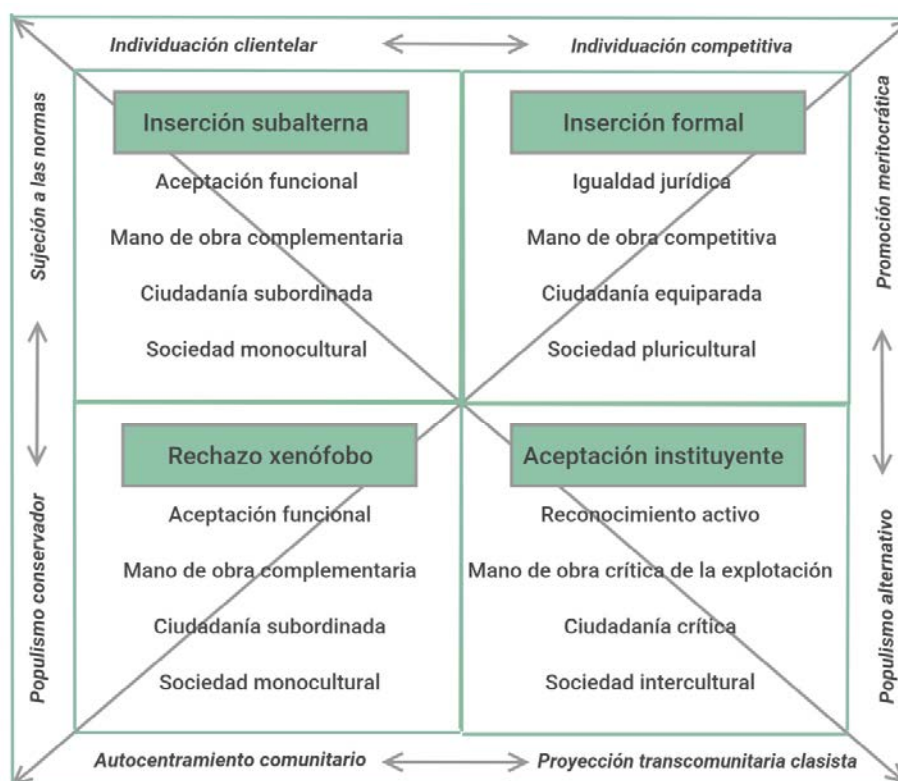 Individuación clientelar
Individuación competitiva
Sujeción a las normas
Populismo conservador
Inserción subalterna
Aceptación funcional
Mano de obra complementaria
Ciudadanía subordinada
Sociedad monocultural
Inserción formal
Igualdad jurídica
Mano de obra competitiva
Ciudadanía equiparada
Sociedad pluricultural
Promoción meritocrática
Populismo alternativo
Rechazo xenófobo
Aceptación funcional
Mano de obra complementaria
Ciudadanía subordinada
Sociedad monocultural
Aceptación instituyente
Reconocimiento activo
Mano de obra crítica de la explotación
Ciudadanía crítica
Sociedad intercultural
Autocentramiento comunitario
Proyección transcomunitaria clasista